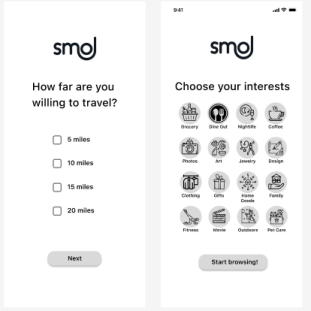 smol
How far are you
willing to travel?
5 miles
10 miles
15 miles
20 miles
Next
9:41
smol
Choose your interests
Grocery Dine Out Nightlife Coffee
Photos Art Jewelry Design
Clothing Gifts Home Goods Family
Fitness Movie Outdoors Pet Care
Start browsing!